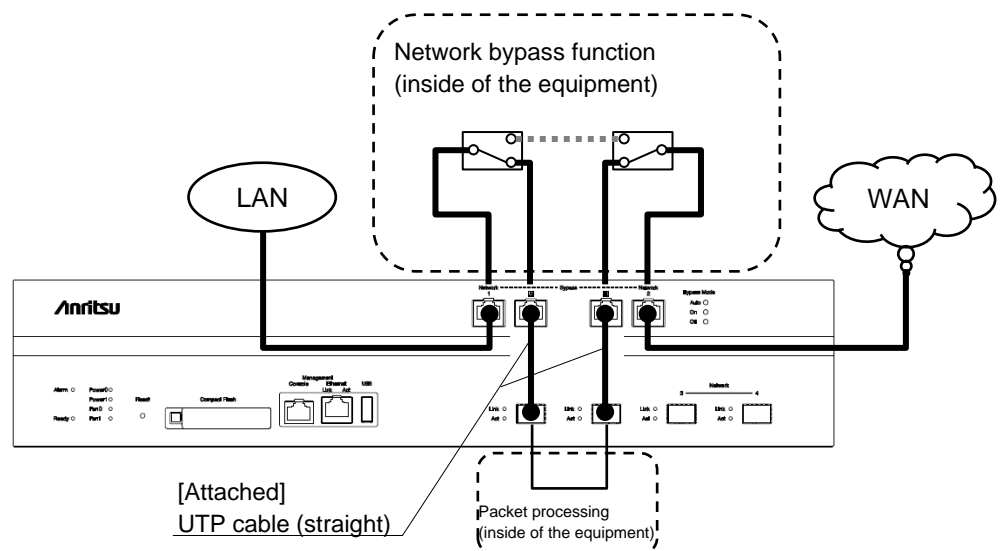 Network bypass function
(inside of the equipment)
LAN
WAN
Network
1
Bypass
Network
2
Bypass Mode
Auto
On
Off
Anritsu
Alarm
Ready
Power0
Power1
Fan0
Fan1
Reset
Compact Flash
Management
Console
Ethernet
Link Act
USB
Link
Act
Link
Act
Link
Act
Network
3
4
Link
Act
[Attached]
UTP cable (straight)
Packet processing
(inside of the equipment)